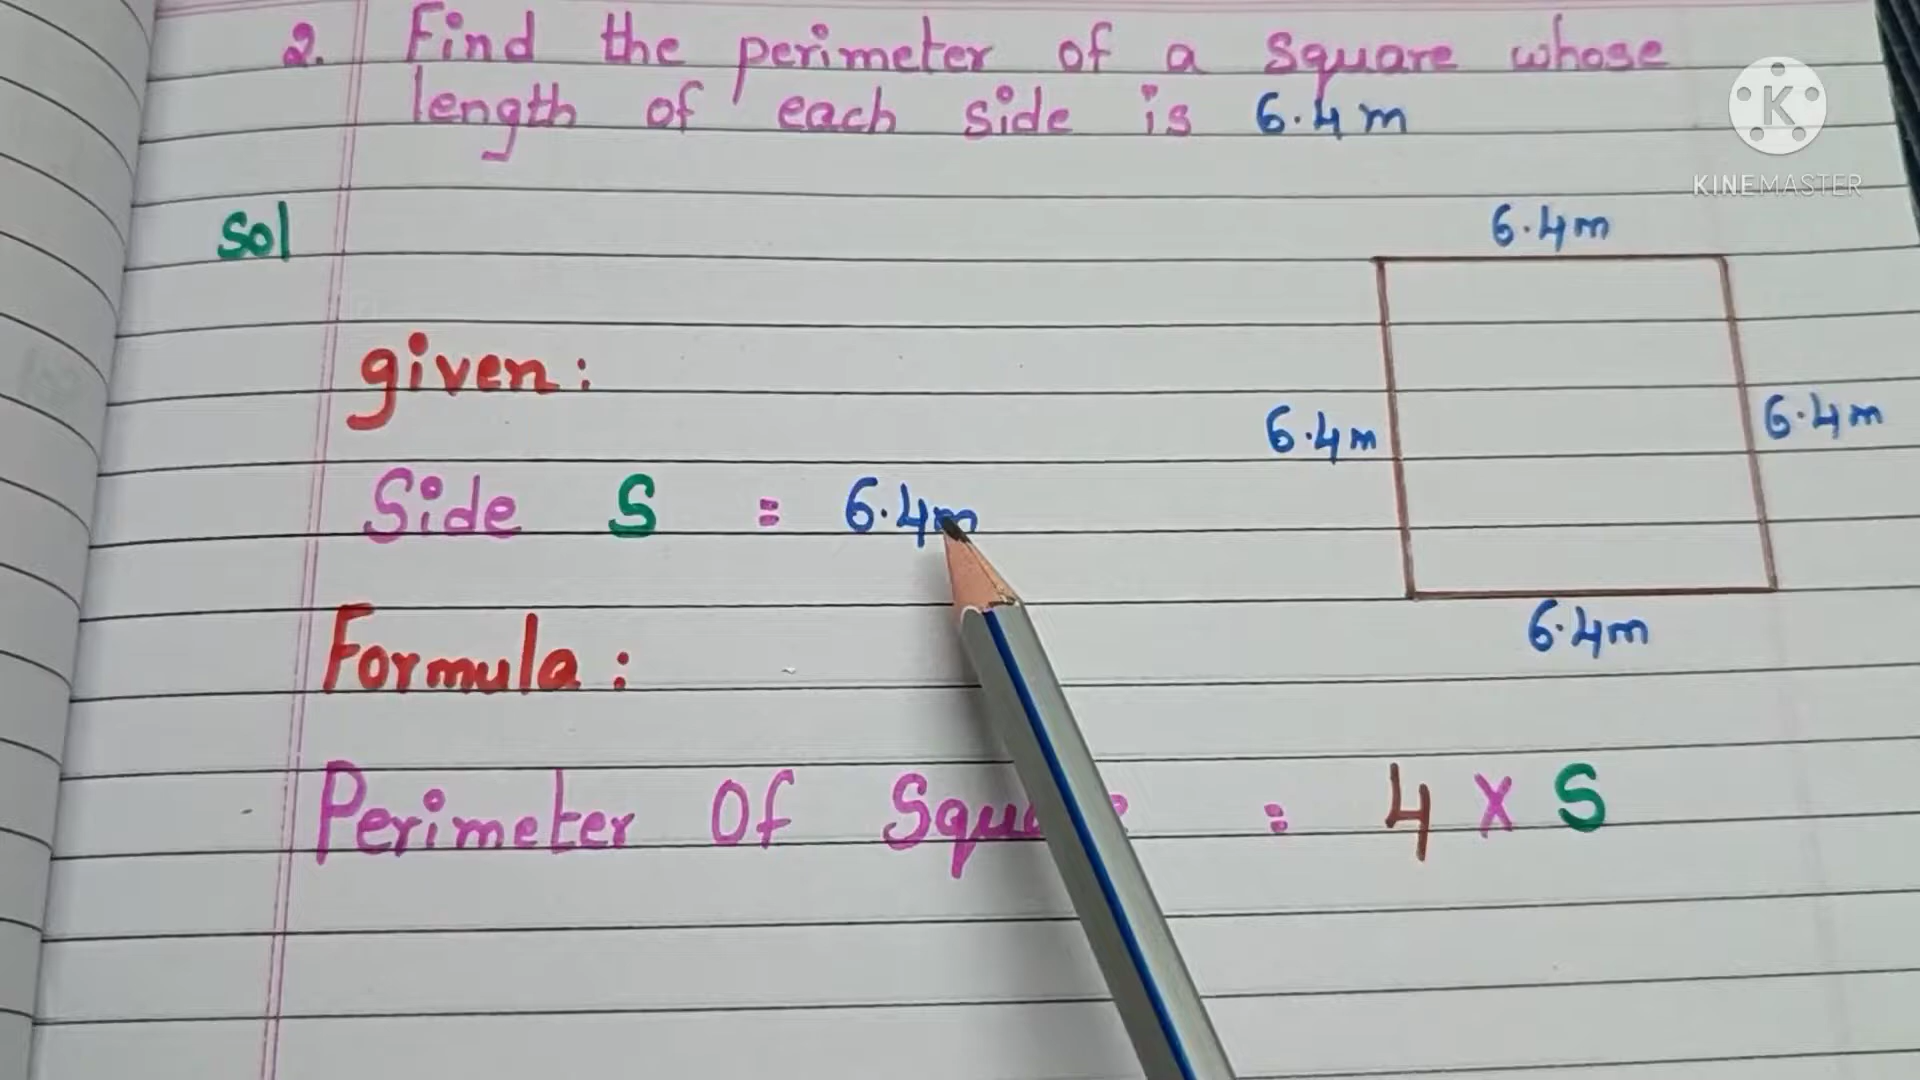 2. Find the perimeter of a square whose
length of each side is 6.4 m
K
KINEMASTER
Sol
6.4m
given:
6.4m
6.4m
Side S = 6.4m
6.4m
Formula:
Perimeter Of = 4 X S